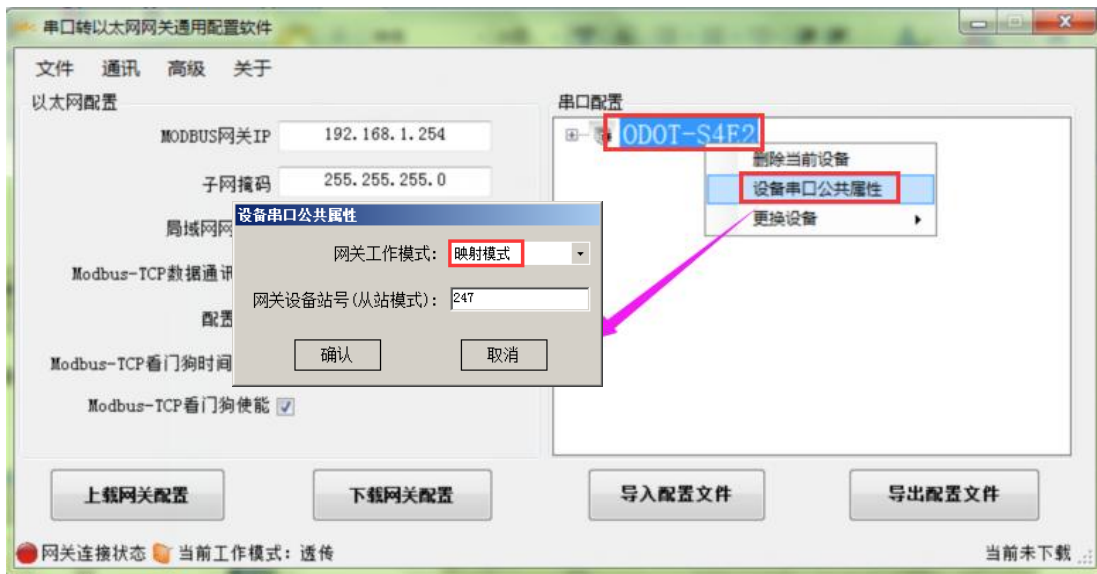 串口转以太网网关通用配置软件
文件 通讯 高级 关于
以太网配置
MODBUS网关IP 192.168.1.254
子网掩码 255.255.255.0
局域网网
Modbus-TCP数据通讯
配置
Modbus-TCP看门狗时间
Modbus-TCP看门狗使能
设备串口公共属性
网关工作模式: 映射模式
网关设备站号(从站模式): 247
确认 取消
串口配置
ODOT-S4E2
删除当前设备
设备串口公共属性
更换设备
上载网关配置 下载网关配置 导入配置文件 导出配置文件
网关连接状态 当前工作模式: 透传 当前未下载